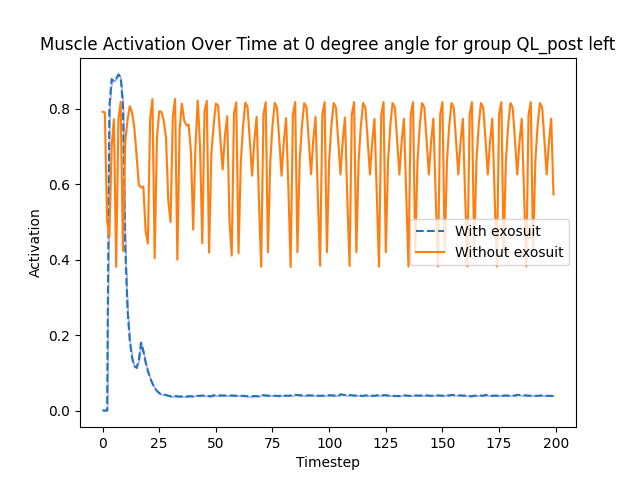 Muscle Activation Over Time at 0 degree angle for group QL_post left
Activation
0.8
0.6
0.4
0.2
0.0
With exosuit
Without exosuit
0 25 50 75 100 125 150 175 200
Timestep